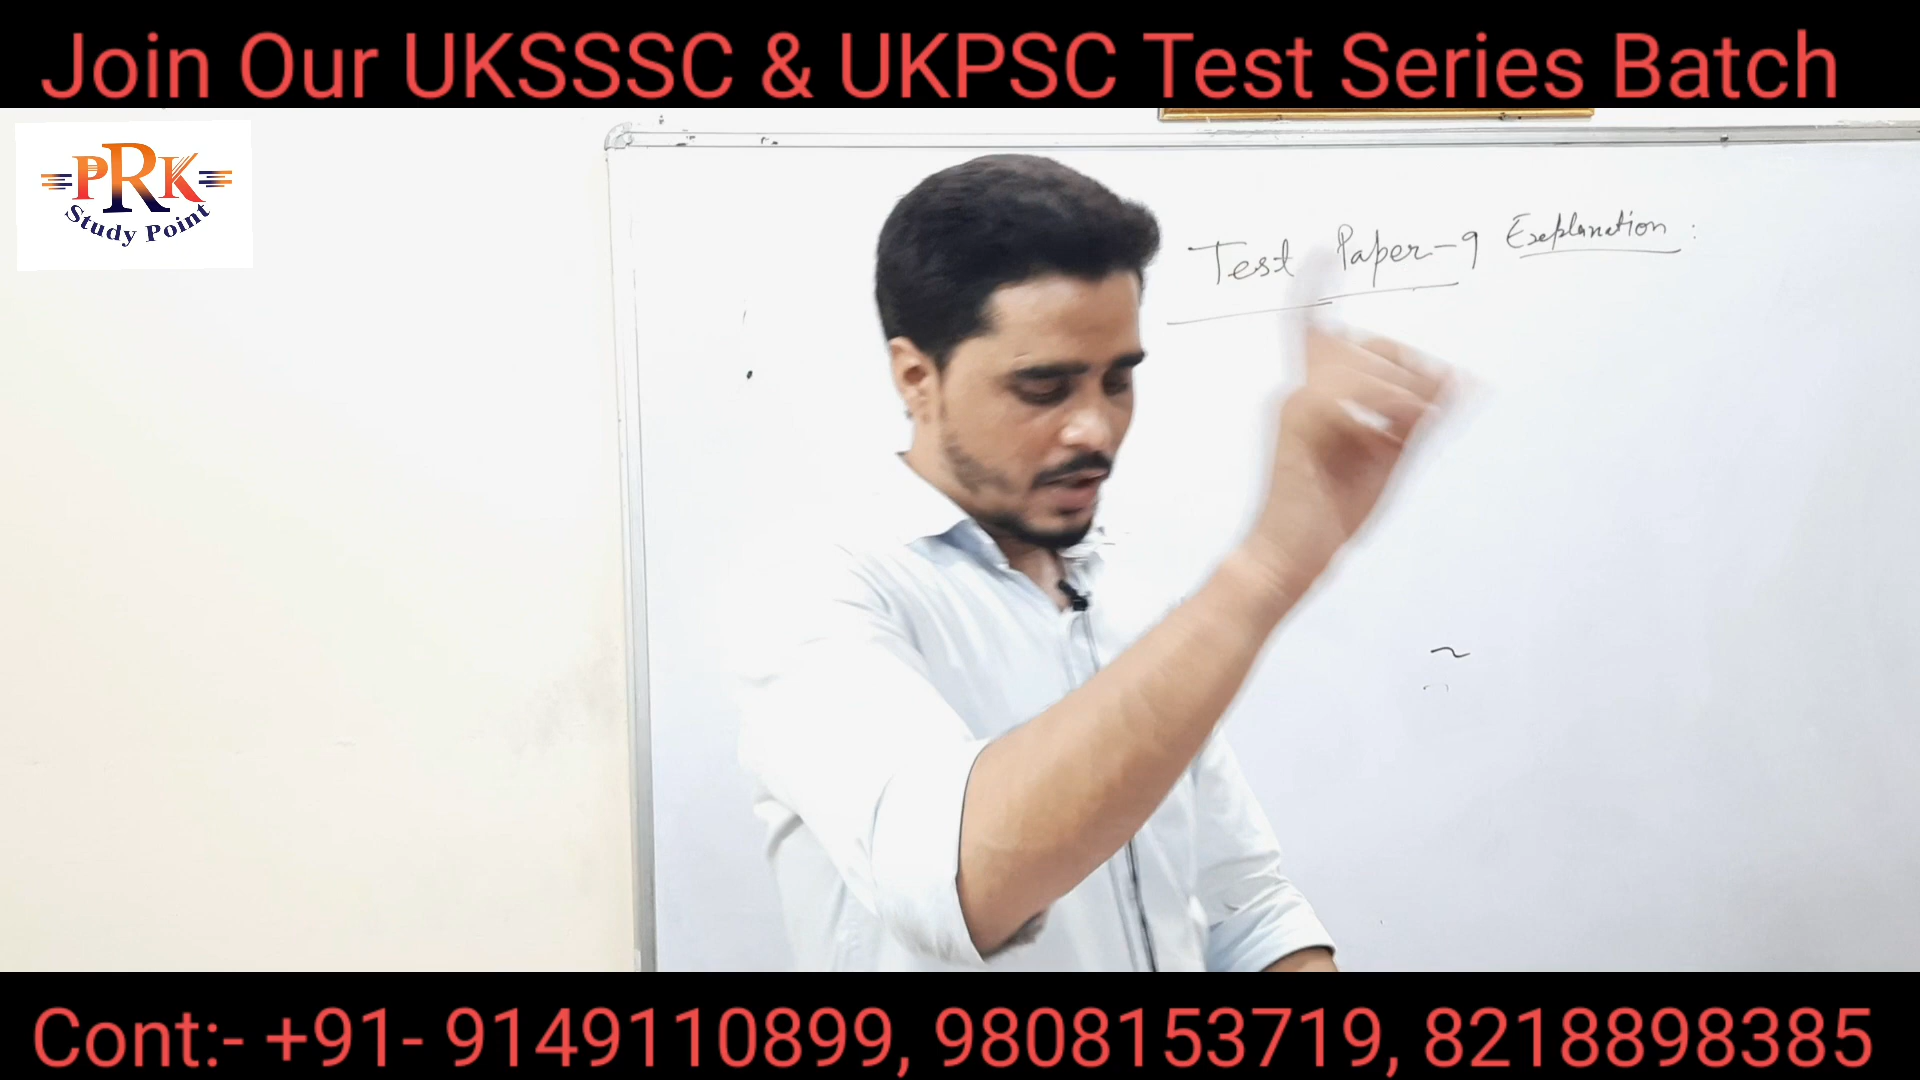 Join Our UKSSSC & UKPSC Test Series Batch
PRK
Study Point
Test Paper-9 Explanation:
Cont:- +91- 9149110899, 9808153719, 8218898385